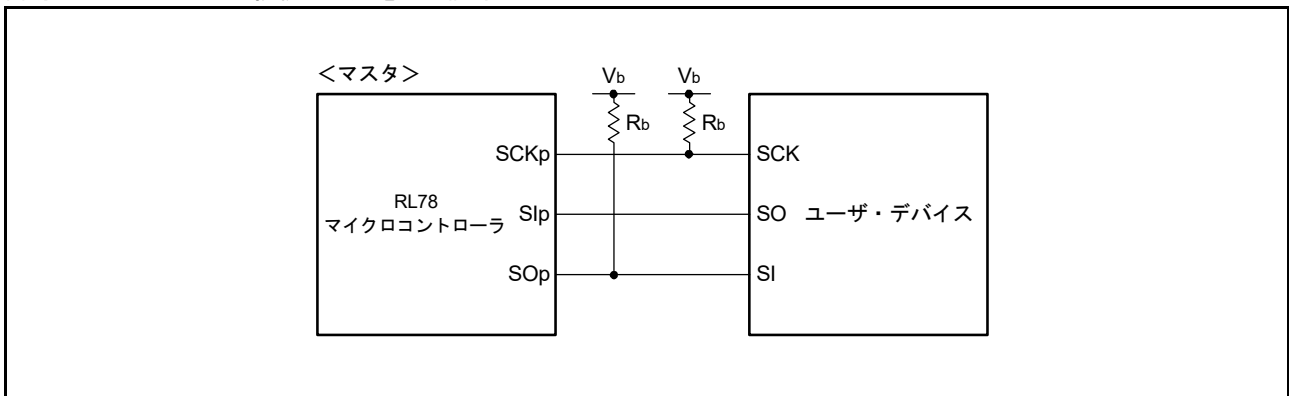 ＜マスタ＞
Vb Vb
Rb Rb
SCKp SCK
RL78
マイクロコントローラ
SIp SO ユーザ・デバイス
SOp SI